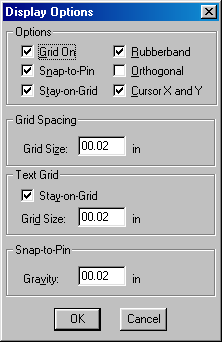 Display Options
Options
Grid On
Rubberband
Snap-to-Pin
Orthogonal
Stay-on-Grid
Cursor X and Y
Grid Spacing
Grid Size: 00.02 in
Text Grid
Stay-on-Grid
Grid Size: 00.02 in
Snap-to-Pin
Gravity: 00.02 in
OK
Cancel